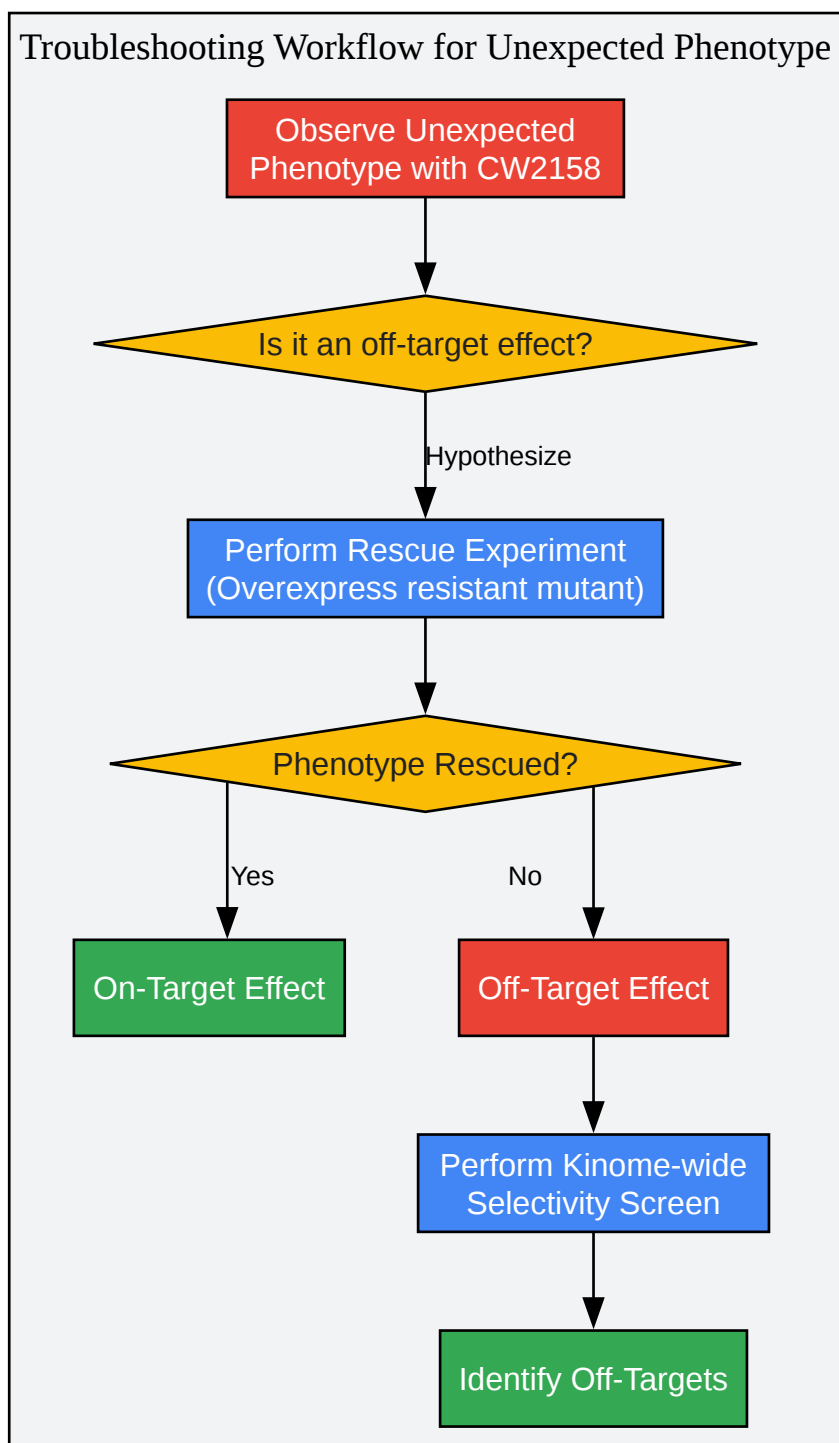 Troubleshooting Workflow for Unexpected Phenotype
Observe Unexpected
Phenotype with CW2158
Is it an off-target effect?
Hypothesize
Perform Rescue Experiment
(Overexpress resistant mutant)
Phenotype Rescued?
Yes
No
On-Target Effect
Off-Target Effect
Perform Kinome-wide
Selectivity Screen
Identify Off-Targets